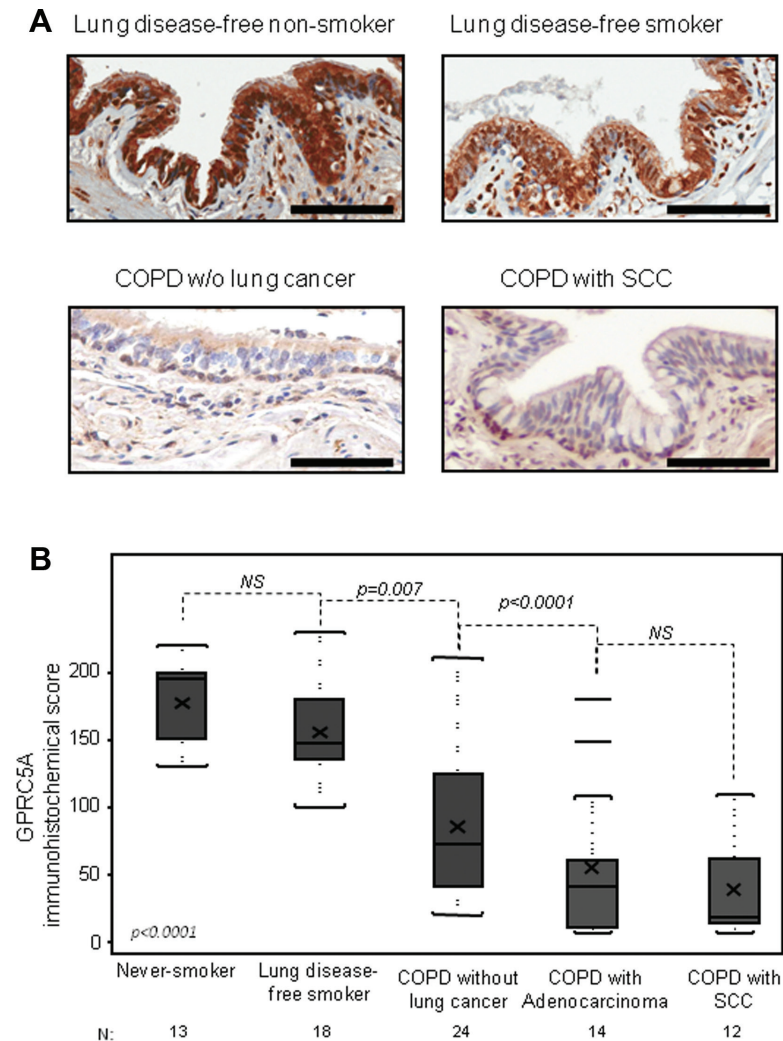 A
Lung disease-free non-smoker
Lung disease-free smoker
COPD w/o lung cancer
COPD with SCC
B
NS
p=0.007
p<0.0001
NS
GPRC5A
immunohistochemical score
200
150
100
50
0
p<0.0001
Never-smoker
Lung disease-
free smoker
COPD without
lung cancer
COPD with
Adenocarcinoma
COPD with
SCC
N: 13 18 24 14 12